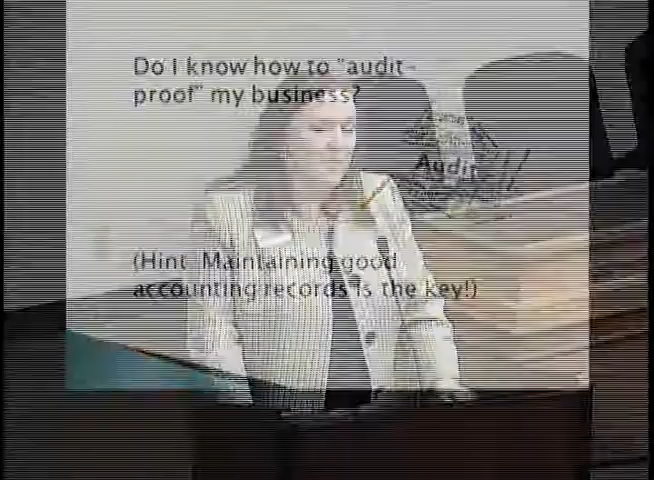 Do I know how to "audit-
proof" my business?
Audit
(Hint: Maintaining good
accounting records is the key!)